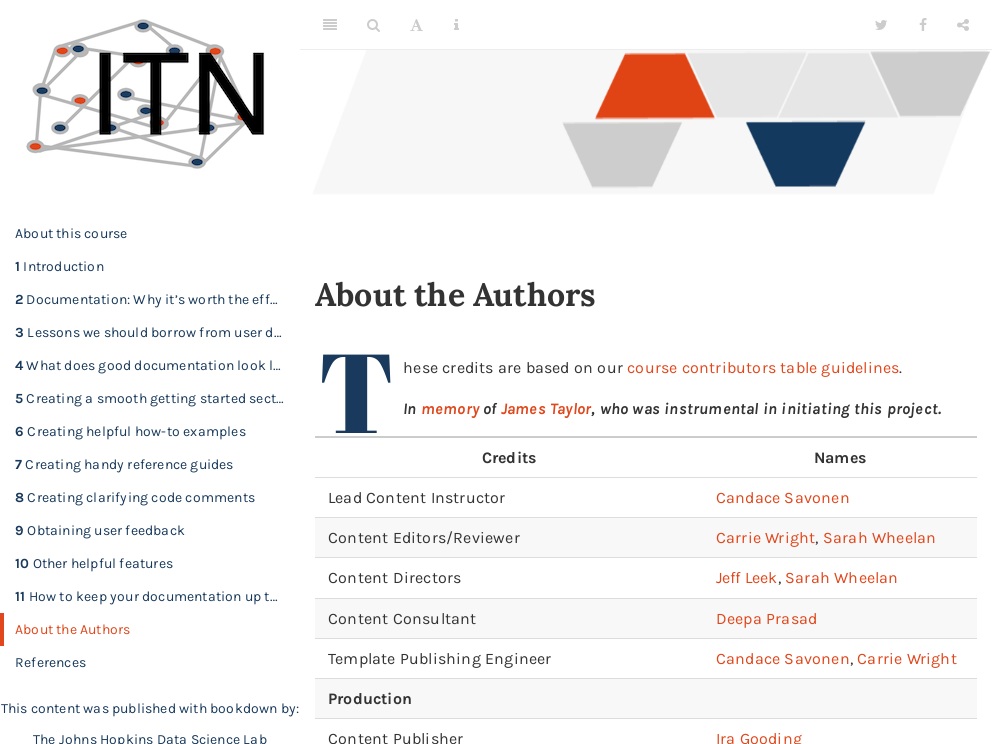 ITN
About this course
1 Introduction
2 Documentation: Why it's worth the eff…
3 Lessons we should borrow from user d…
4 What does good documentation look l…
5 Creating a smooth getting started sect…
6 Creating helpful how-to examples
7 Creating handy reference guides
8 Creating clarifying code comments
9 Obtaining user feedback
10 Other helpful features
11 How to keep your documentation up t…
About the Authors
References
This content was published with bookdown by:
The Johns Hopkins Data Science Lab
A
About the Authors
These credits are based on our course contributors table guidelines.
In memory of James Taylor, who was instrumental in initiating this project.
Credits Names
Lead Content Instructor Candace Savonen
Content Editors/Reviewer Carrie Wright, Sarah Wheelan
Content Directors Jeff Leek, Sarah Wheelan
Content Consultant Deepa Prasad
Template Publishing Engineer Candace Savonen, Carrie Wright
Production
Content Publisher Ira Gooding